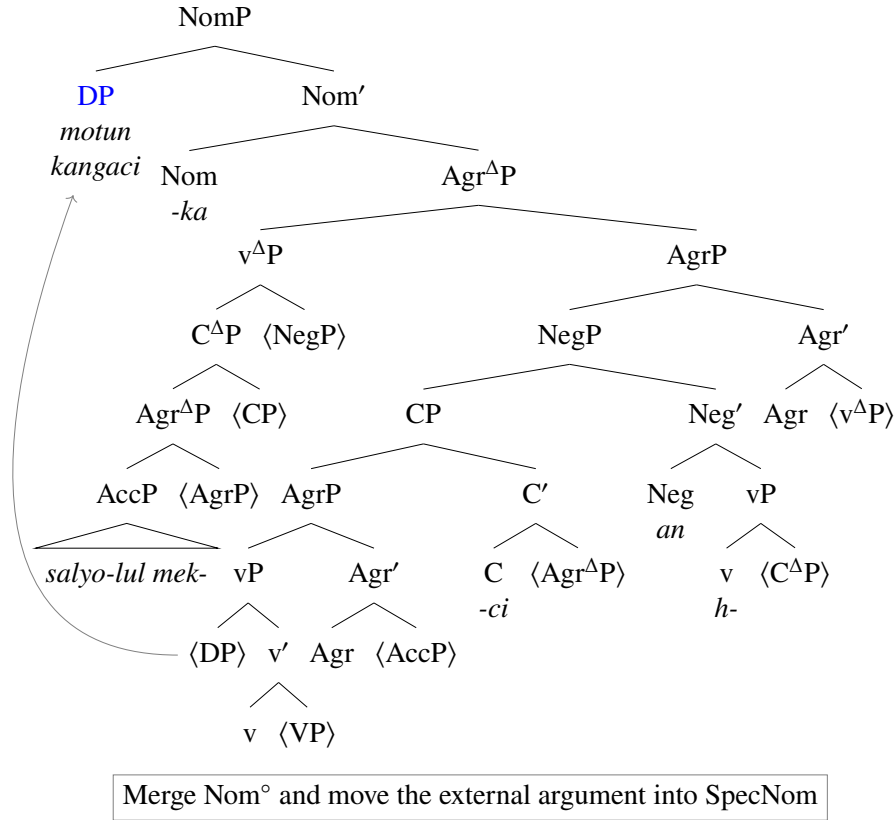 NomP
DP Nom′
motun
kangaci
Nom Agr^ΔP
-ka
v^ΔP AgrP
C^ΔP ⟨NegP⟩ NegP Agr′
Agr^ΔP ⟨CP⟩ CP Neg′ Agr ⟨v^ΔP⟩
AccP ⟨AgrP⟩ AgrP C′ Neg vP
an
salyo-lul mek- vP Agr′ C ⟨Agr^ΔP⟩ v ⟨C^ΔP⟩
-ci h-
⟨DP⟩ v′ Agr ⟨AccP⟩
v ⟨VP⟩
Merge Nom° and move the external argument into SpecNom